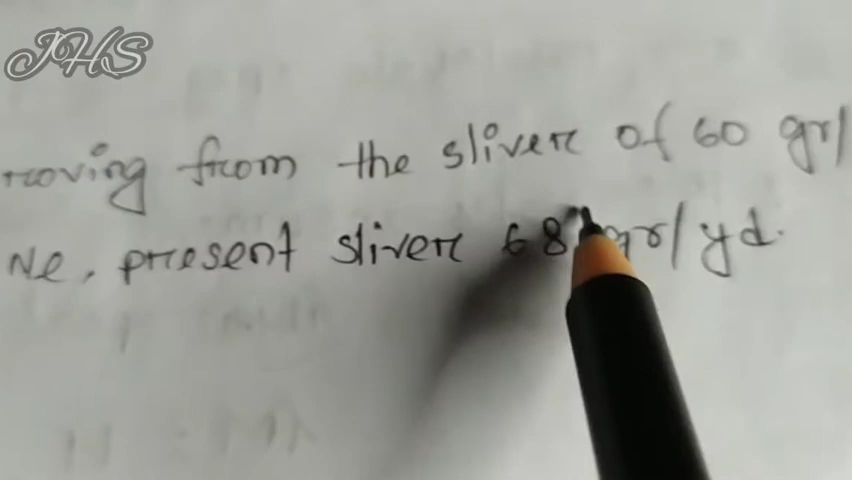 JHS
roving from the sliver of 60 gr/
Ne, present sliver 68 gr/yd.